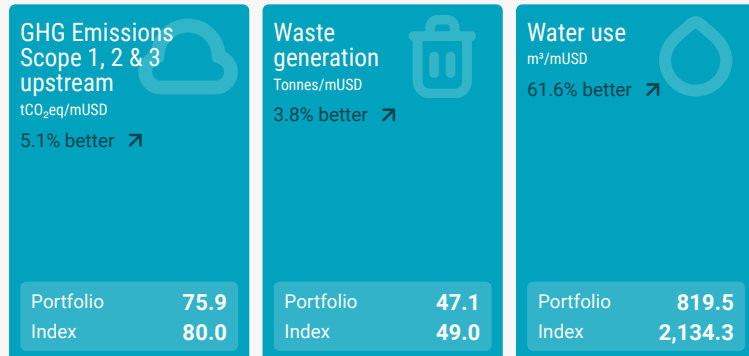 GHG Emissions
Scope 1, 2 & 3
upstream
tCO₂eq/mUSD
5.1% better
Portfolio 75.9
Index 80.0
Waste
generation
Tonnes/mUSD
3.8% better
Portfolio 47.1
Index 49.0
Water use
m³/mUSD
61.6% better
Portfolio 819.5
Index 2,134.3